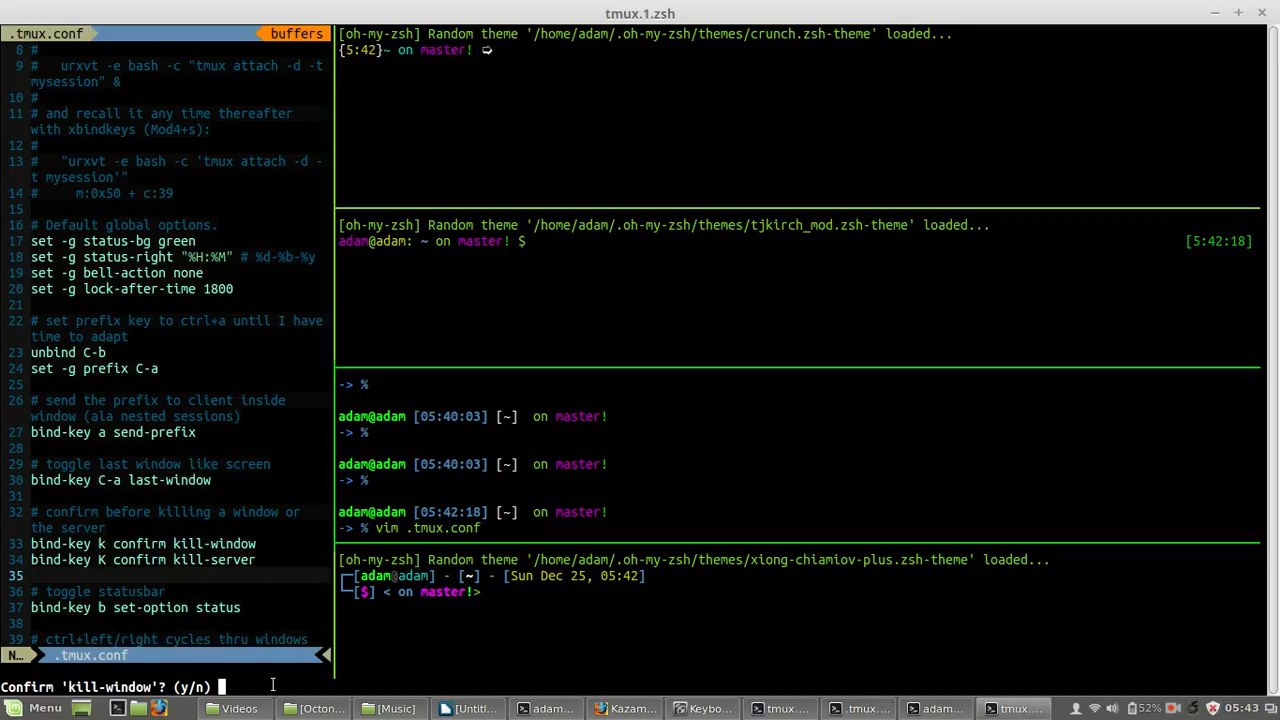 tmux.1.zsh
.tmux.conf buffers
8 #
9 #   urxvt -e bash -c "tmux attach -d -t
mysession" &
10 #
11 # and recall it any time thereafter
with xbindkeys (Mod4+s):
12 #
13 #   "urxvt -e bash -c 'tmux attach -d -
t mysession'"
14 #     m:0x50 + c:39
15
16 # Default global options.
17 set -g status-bg green
18 set -g status-right "%H:%M" # %d-%b-%y
19 set -g bell-action none
20 set -g lock-after-time 1800
21
22 # set prefix key to ctrl+a until I have
time to adapt
23 unbind C-b
24 set -g prefix C-a
25
26 # send the prefix to client inside
window (ala nested sessions)
27 bind-key a send-prefix
28
29 # toggle last window like screen
30 bind-key C-a last-window
31
32 # confirm before killing a window or
the server
33 bind-key k confirm kill-window
34 bind-key K confirm kill-server
35
36 # toggle statusbar
37 bind-key b set-option status
38
39 # ctrl+left/right cycles thru windows
N... .tmux.conf
[oh-my-zsh] Random theme '/home/adam/.oh-my-zsh/themes/crunch.zsh-theme' loaded...
{5:42}~ on master! ➭
[oh-my-zsh] Random theme '/home/adam/.oh-my-zsh/themes/tjkirch_mod.zsh-theme' loaded...
adam@adam: ~ on master! $ [5:42:18]
-> %
adam@adam [05:40:03] [~]  on master!
-> %
adam@adam [05:40:03] [~]  on master!
-> %
adam@adam [05:42:18] [~]  on master!
-> % vim .tmux.conf
[oh-my-zsh] Random theme '/home/adam/.oh-my-zsh/themes/xiong-chiamiov-plus.zsh-theme' loaded...
┌─[adam@adam] - [~] - [Sun Dec 25, 05:42]
└─[$] < on master!>
Confirm 'kill-window'? (y/n)
Menu Videos [Octon... [Music] [Untit... adam... Kazam... Keybo... tmux.... .tmux.... adam... tmux.... 52% 05:43